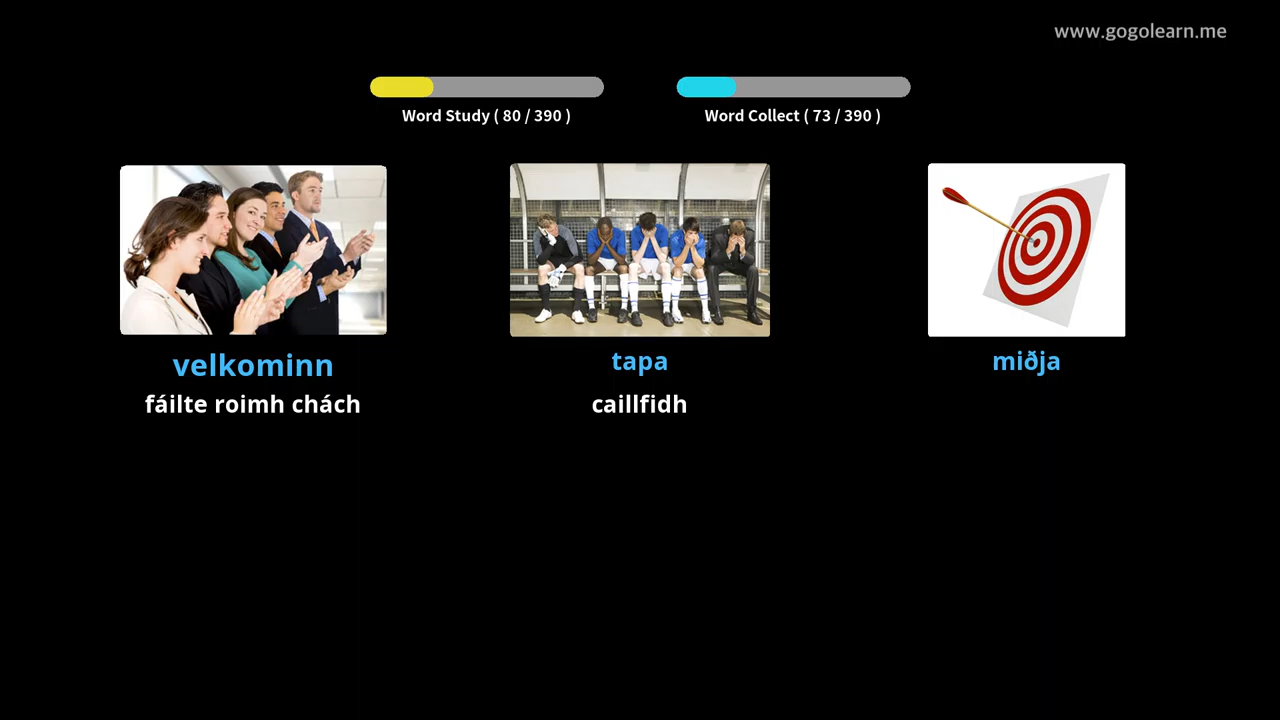 www.gogolearn.me
Word Study ( 80 / 390 )
Word Collect ( 73 / 390 )
velkominn
fáilte roimh chách
tapa
caillfidh
miðja